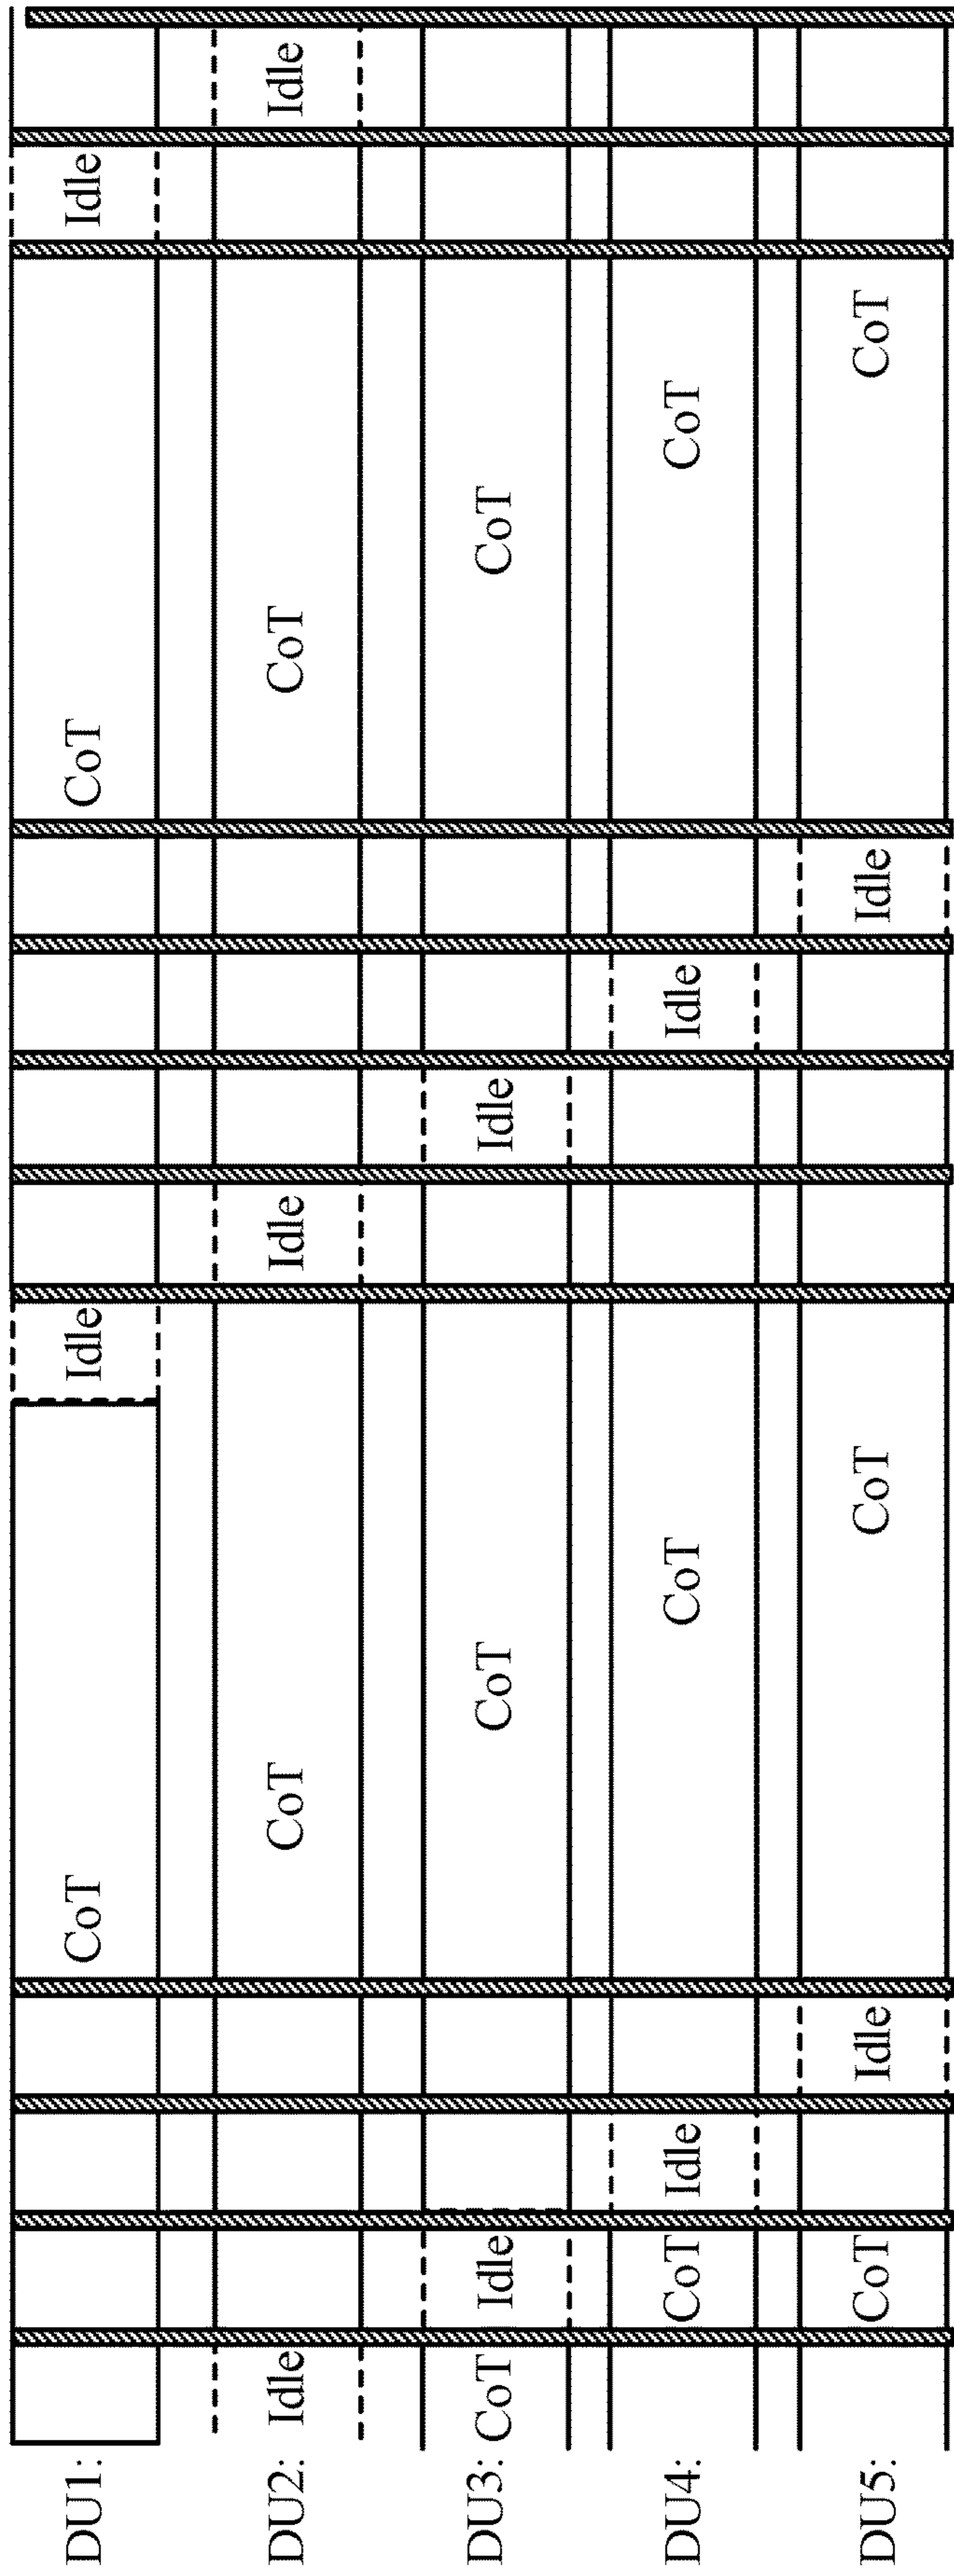 DU1: CoT Idle CoT Idle
DU2: Idle CoT Idle CoT Idle
DU3: CoT Idle CoT Idle CoT
DU4: CoT Idle CoT Idle CoT
DU5: CoT Idle CoT Idle CoT